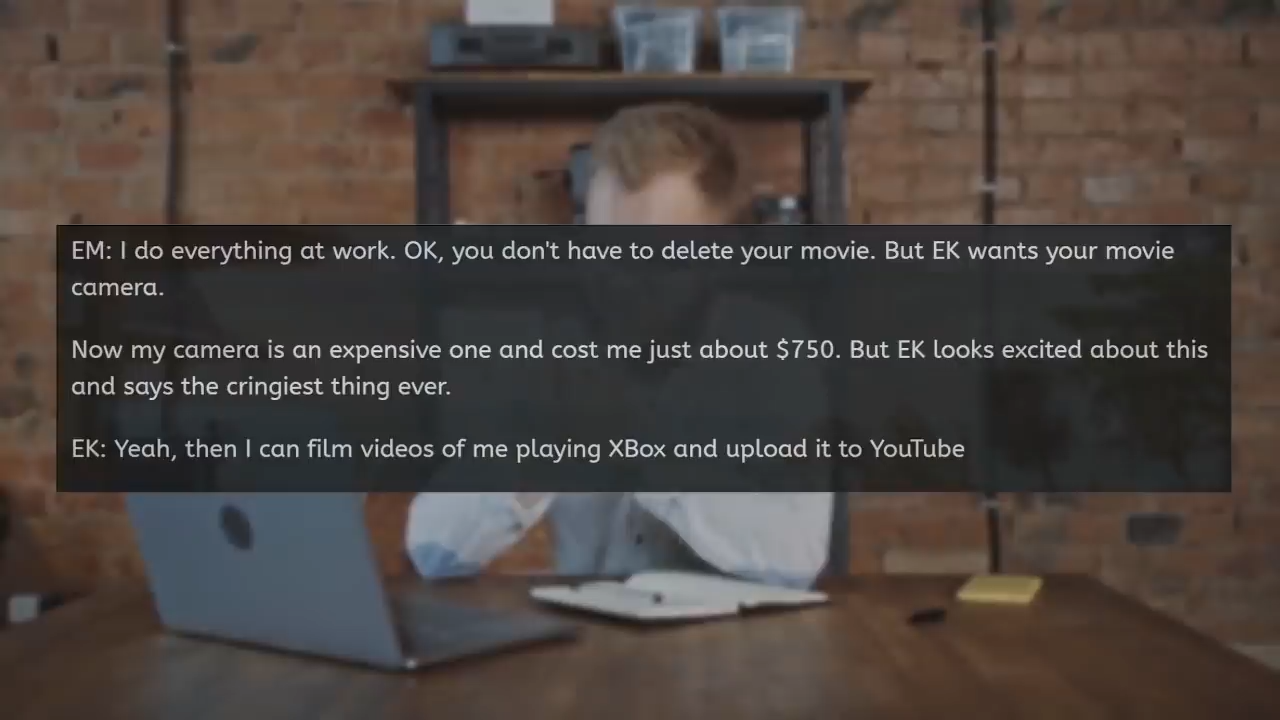 EM: I do everything at work. OK, you don't have to delete your movie. But EK wants your movie
camera.
Now my camera is an expensive one and cost me just about $750. But EK looks excited about this
and says the cringiest thing ever.
EK: Yeah, then I can film videos of me playing XBox and upload it to YouTube